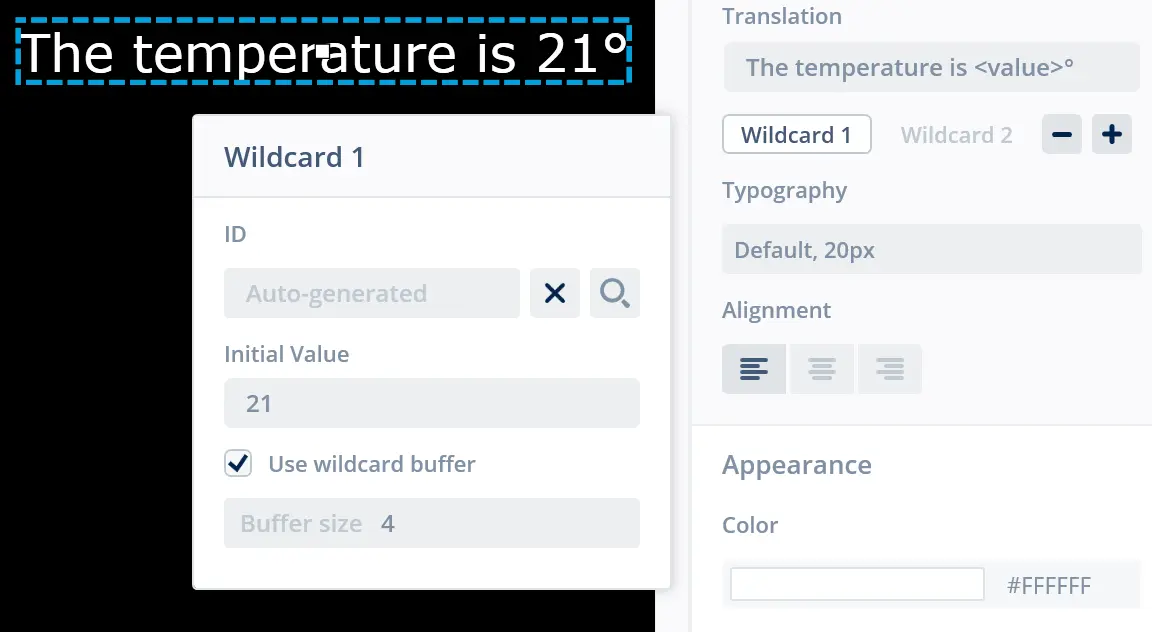 The temperature is 21°
Wildcard 1
ID
Auto-generated
Initial Value
21
Use wildcard buffer
Buffer size 4
Translation
The temperature is <value>°
Wildcard 1 Wildcard 2
Typography
Default, 20px
Alignment
Appearance
Color
#FFFFFF